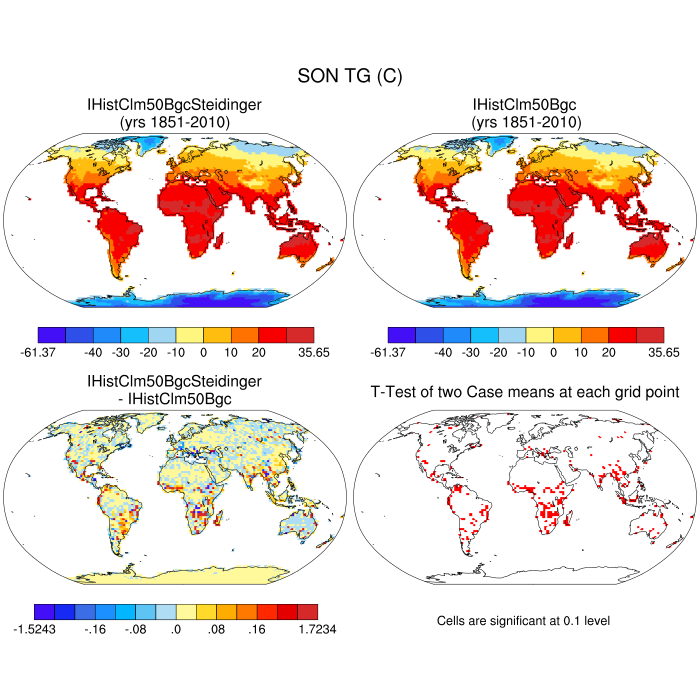 SON TG (C)
IHistClm50BgcSteidinger
(yrs 1851-2010)
IHistClm50Bgc
(yrs 1851-2010)
-61.37 -40 -30 -20 -10 0 10 20 35.65
-61.37 -40 -30 -20 -10 0 10 20 35.65
IHistClm50BgcSteidinger
- IHistClm50Bgc
T-Test of two Case means at each grid point
-1.5243 -.16 -.08 .0 .08 .16 1.7234
Cells are significant at 0.1 level